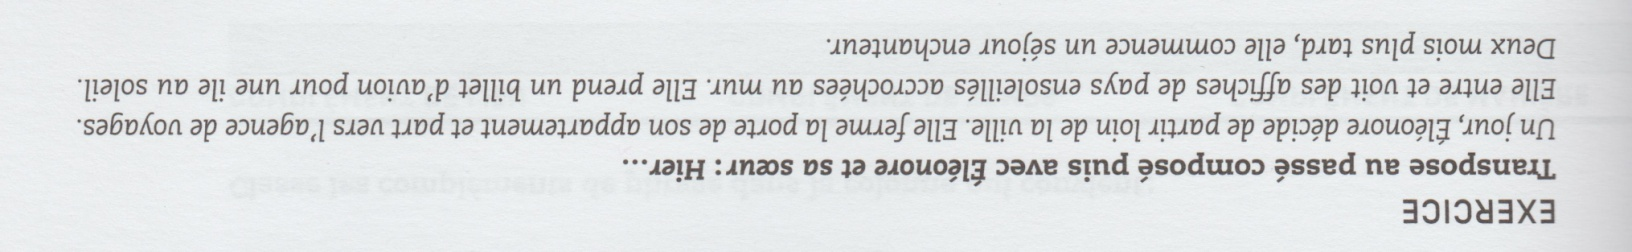 EXERCICE
Transpose au passé composé puis avec Éléonore et sa sœur : Hier…
Un jour, Éléonore décide de partir loin de la ville. Elle ferme la porte de son appartement et part vers l'agence de voyages.
Elle entre et voit des affiches de pays ensoleillés accrochées au mur. Elle prend un billet d'avion pour une ile au soleil.
Deux mois plus tard, elle commence un séjour enchanteur.